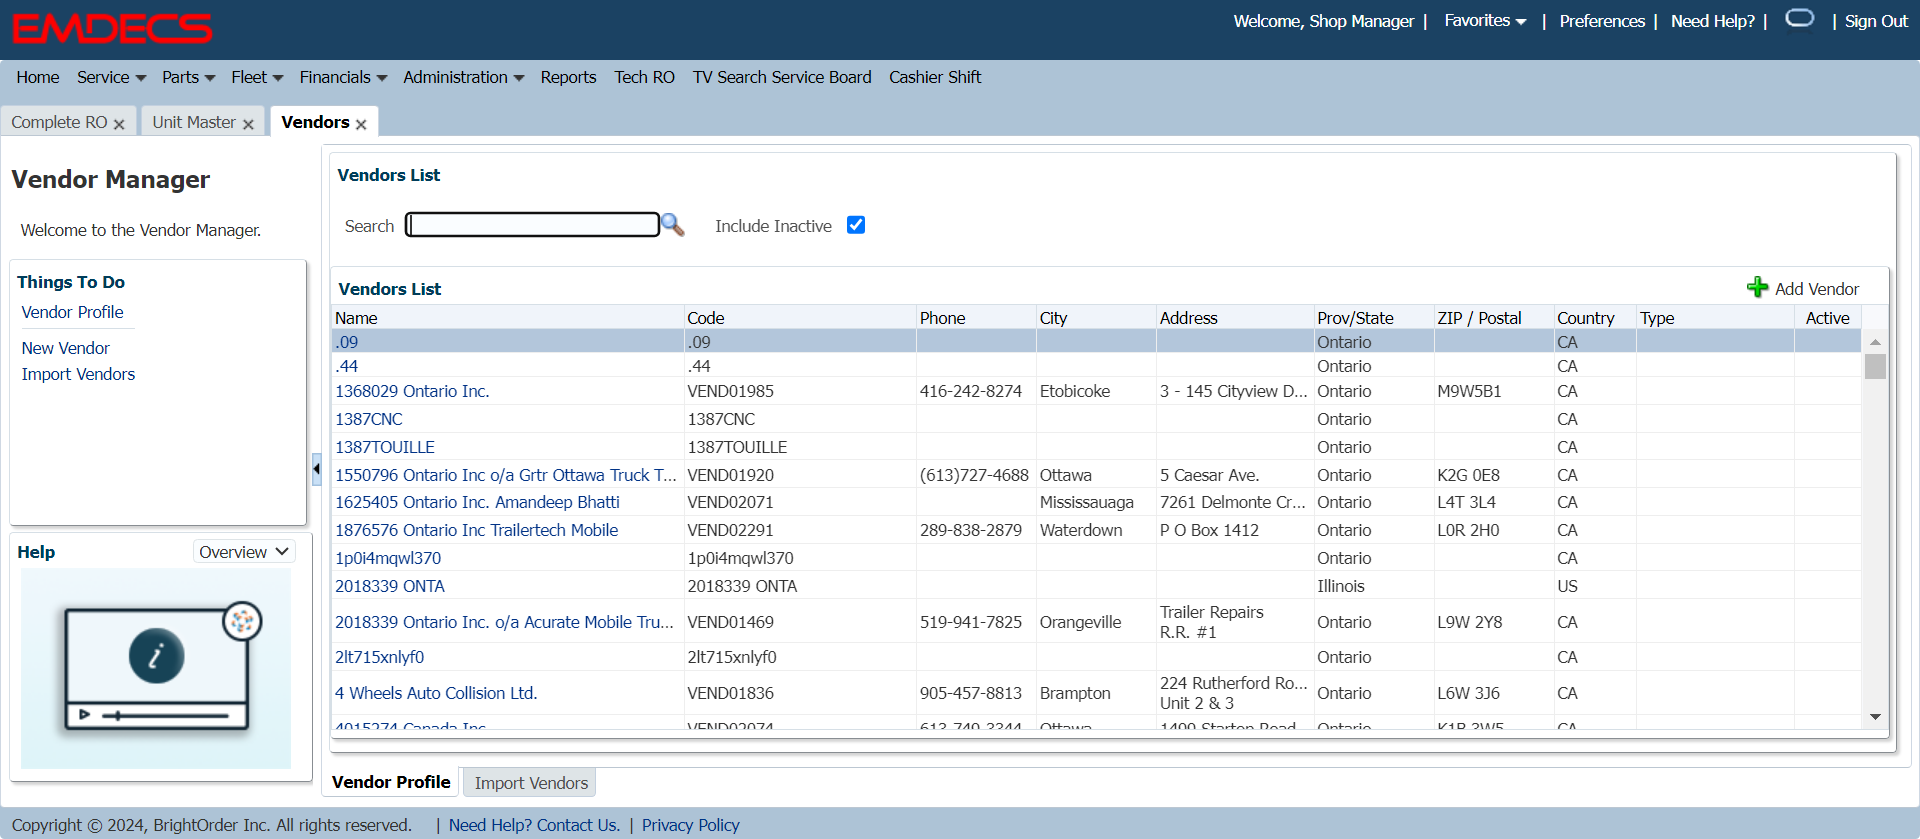 EMDECS
Welcome, Shop Manager | Favorites | Preferences | Need Help? | | Sign Out
Home Service Parts Fleet Financials Administration Reports Tech RO TV Search Service Board Cashier Shift
Complete RO Unit Master Vendors
Vendor Manager
Welcome to the Vendor Manager.
Things To Do
Vendor Profile
New Vendor
Import Vendors
Help Overview
i
Vendors List
Search Include Inactive
Vendors List Add Vendor
Name Code Phone City Address Prov/State ZIP / Postal Country Type Active
.09 .09 Ontario CA
.44 .44 Ontario CA
1368029 Ontario Inc. VEND01985 416-242-8274 Etobicoke 3 - 145 Cityview D... Ontario M9W5B1 CA
1387CNC 1387CNC Ontario CA
1387TOUILLE 1387TOUILLE Ontario CA
1550796 Ontario Inc o/a Grtr Ottawa Truck T... VEND01920 (613)727-4688 Ottawa 5 Caesar Ave. Ontario K2G 0E8 CA
1625405 Ontario Inc. Amandeep Bhatti VEND02071 Mississauaga 7261 Delmonte Cr... Ontario L4T 3L4 CA
1876576 Ontario Inc Trailertech Mobile VEND02291 289-838-2879 Waterdown P O Box 1412 Ontario L0R 2H0 CA
1p0i4mqwl370 1p0i4mqwl370 Ontario CA
2018339 ONTA 2018339 ONTA Illinois US
2018339 Ontario Inc. o/a Acurate Mobile Tru... VEND01469 519-941-7825 Orangeville Trailer Repairs R.R. #1 Ontario L9W 2Y8 CA
2lt715xnlyf0 2lt715xnlyf0 Ontario CA
4 Wheels Auto Collision Ltd. VEND01836 905-457-8813 Brampton 224 Rutherford Ro... Unit 2 & 3 Ontario L6W 3J6 CA
4015274 Canada Inc VEND02074 613-740-3344 Ottawa Ontario CA
Vendor Profile Import Vendors
Copyright © 2024, BrightOrder Inc. All rights reserved. | Need Help? Contact Us. | Privacy Policy